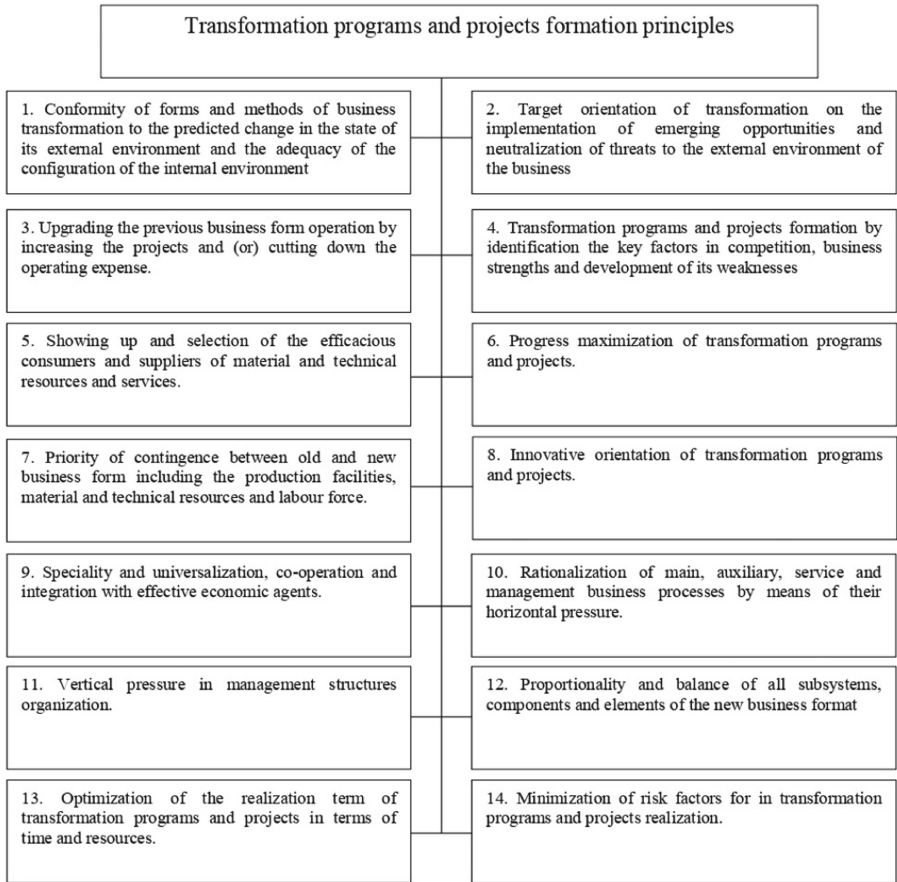 Transformation programs and projects formation principles
1. Conformity of forms and methods of business
transformation to the predicted change in the state of
its external environment and the adequacy of the
configuration of the internal environment
2. Target orientation of transformation on the
implementation of emerging opportunities and
neutralization of threats to the external environment of
the business
3. Upgrading the previous business form operation by
increasing the projects and (or) cutting down the
operating expense.
4. Transformation programs and projects formation by
identification the key factors in competition, business
strengths and development of its weaknesses
5. Showing up and selection of the efficacious
consumers and suppliers of material and technical
resources and services.
6. Progress maximization of transformation programs
and projects.
7. Priority of contingence between old and new
business form including the production facilities,
material and technical resources and labour force.
8. Innovative orientation of transformation programs
and projects.
9. Speciality and universalization, co-operation and
integration with effective economic agents.
10. Rationalization of main, auxiliary, service and
management business processes by means of their
horizontal pressure.
11. Vertical pressure in management structures
organization.
12. Proportionality and balance of all subsystems,
components and elements of the new business format
13. Optimization of the realization term of
transformation programs and projects in terms of
time and resources.
14. Minimization of risk factors for in transformation
programs and projects realization.